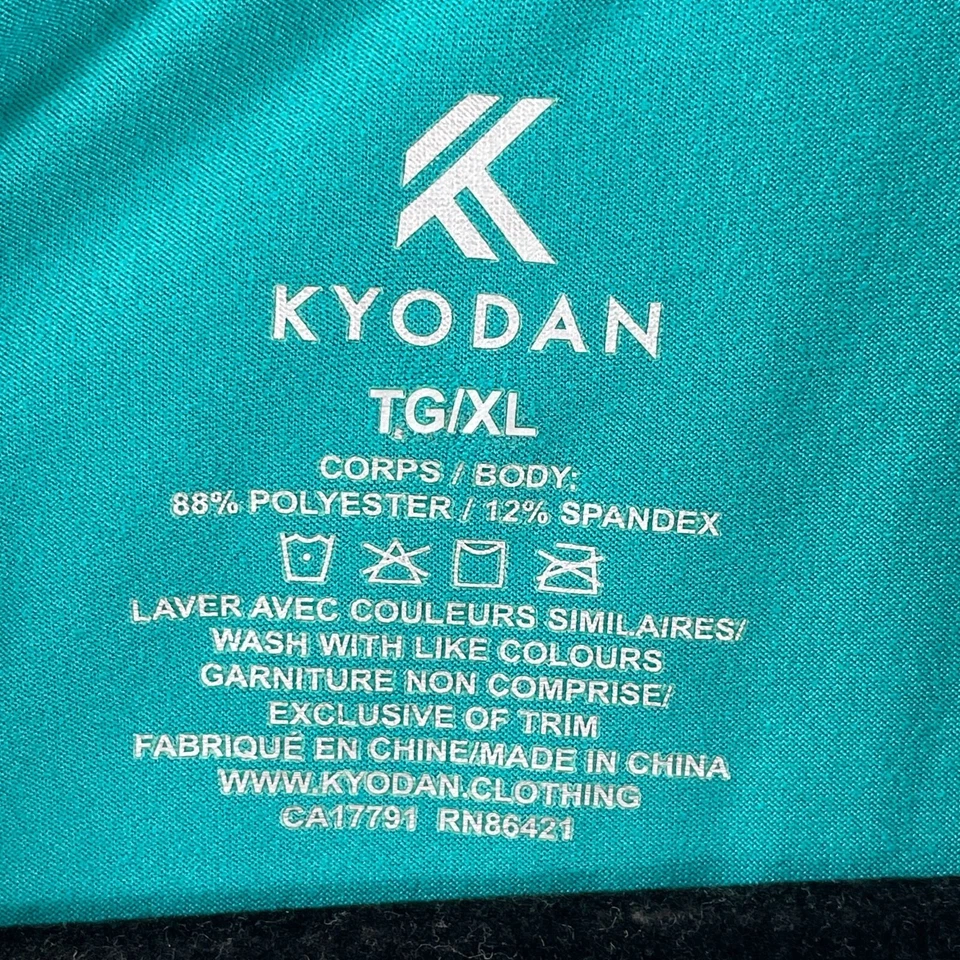 KYODAN
TG/XL
CORPS / BODY:
88% POLYESTER / 12% SPANDEX
LAVER AVEC COULEURS SIMILAIRES/
WASH WITH LIKE COLOURS
GARNITURE NON COMPRISE/
EXCLUSIVE OF TRIM
FABRIQUÉ EN CHINE/MADE IN CHINA
WWW.KYODAN.CLOTHING
CA17791 RN86421